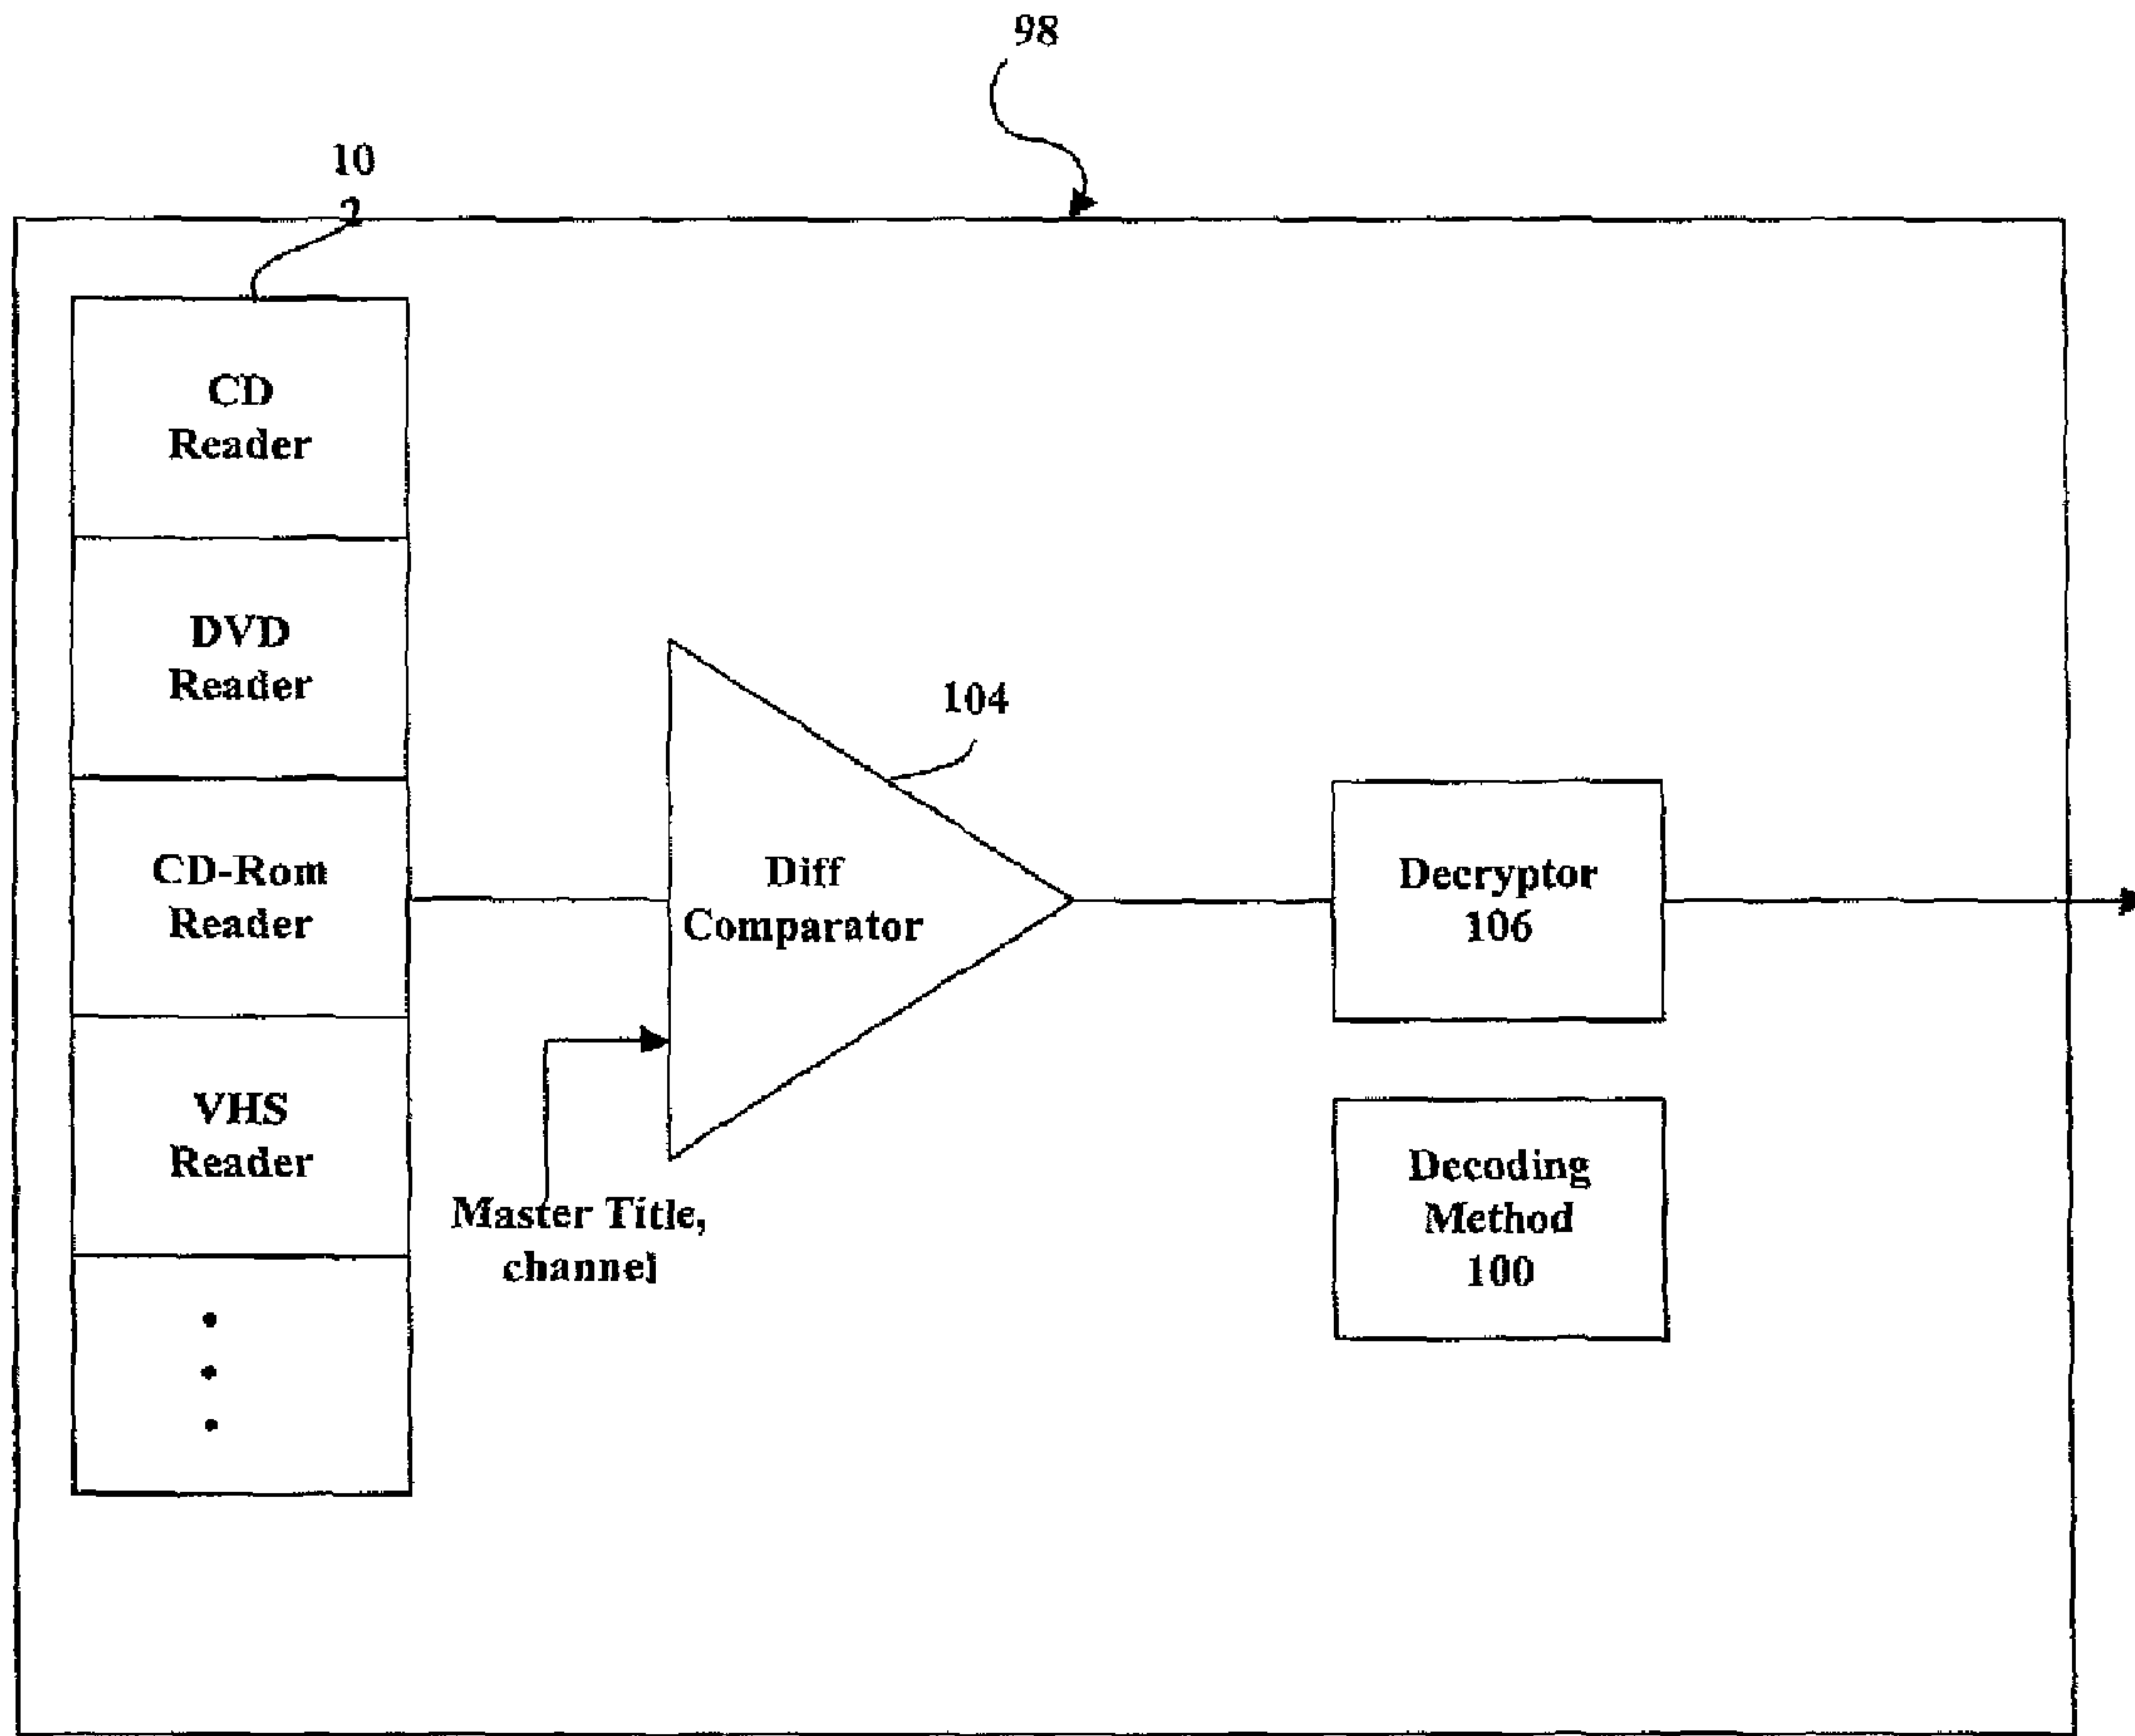 98
10
2
CD
Reader
DVD
Reader
104
CD-Rom
Reader
Diff
Comparator
Decryptor
106
VHS
Reader
Master Title,
channel
Decoding
Method
100